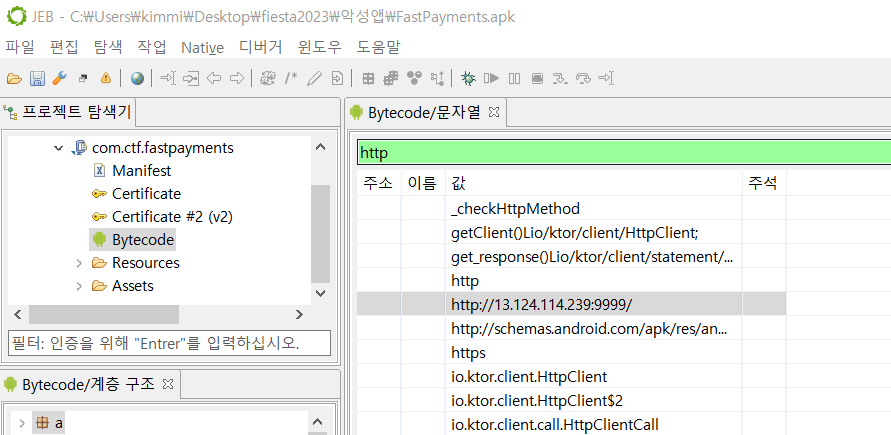 JEB - C:₩Users₩kimmi₩Desktop₩fiesta2023₩악성앱₩FastPayments.apk
파일 편집 탐색 작업 Native 디버거 윈도우 도움말
프로젝트 탐색기
Bytecode/문자열
com.ctf.fastpayments
http
Manifest
주소 이름 값 주석
Certificate
_checkHttpMethod
Certificate #2 (v2)
getClient()Lio/ktor/client/HttpClient;
Bytecode
get_response()Lio/ktor/client/statement/...
Resources
http
Assets
http://13.124.114.239:9999/
http://schemas.android.com/apk/res/an...
필터: 인증을 위해 "Entrer"를 입력하십시오.
https
io.ktor.client.HttpClient
Bytecode/계층 구조
io.ktor.client.HttpClient$2
a
io.ktor.client.call.HttpClientCall